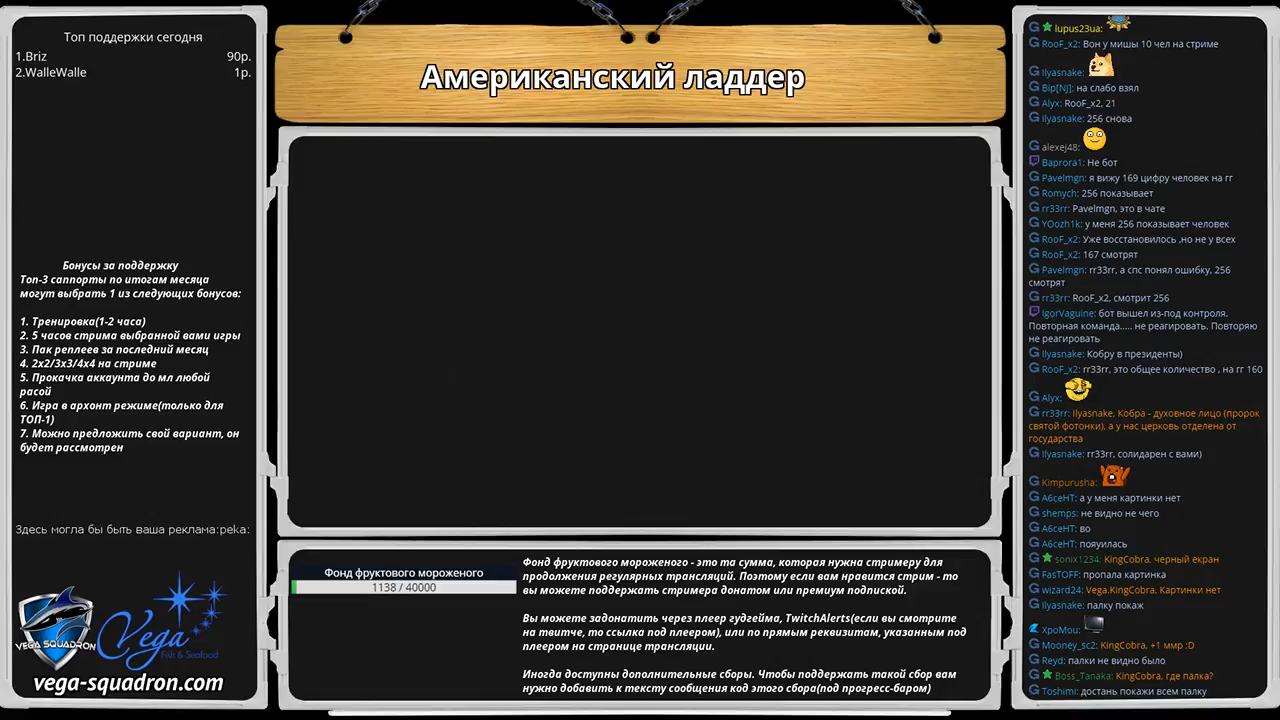 Топ поддержки сегодня
1.Briz 90р.
2.WalleWalle 1р.
Бонусы за поддержку
Топ-3 саппорты по итогам месяца
могут выбрать 1 из следующих бонусов:
1. Тренировка(1-2 часа)
2. 5 часов стрима выбранной вами игры
3. Пак реплеев за последний месяц
4. 2x2/3x3/4x4 на стриме
5. Прокачка аккаунта до мл любой
расой
6. Игра в архонт режиме(только для
ТОП-1)
7. Можно предложить свой вариант, он
будет рассмотрен
Здесь могла бы быть ваша реклама:peka:
VEGA SQUADRON
Vega
Fish & Seafood
vega-squadron.com
Американский ладдер
Фонд фруктового мороженого
1138 / 40000
Фонд фруктового мороженого - это та сумма, которая нужна стримеру для
продолжения регулярных трансляций. Поэтому если вам нравится стрим - то
вы можете поддержать стримера донатом или премиум подпиской.
Вы можете задонатить через плеер гудгейма, TwitchAlerts(если вы смотрите
на твитче, то ссылка под плеером), или по прямым реквизитам, указанным под
плеером на странице трансляции.
Иногда доступны дополнительные сборы. Чтобы поддержать такой сбор вам
нужно добавить к тексту сообщения код этого сбора(под прогресс-баром)
lupus23ua:
RooF_x2: Вон у мишы 10 чел на стриме
Ilyasnake:
Bip[NJ]: на слабо взял
Alyx: RooF_x2, 21
Ilyasnake: 256 снова
alexej48:
Baprora1: Не бот
Pavelmgn: я вижу 169 цифру человек на гг
Romych: 256 показывает
rr33rr: Pavelmgn, это в чате
YOozh1k: у меня 256 показывает человек
RooF_x2: Уже восстановилось ,но не у всех
RooF_x2: 167 смотрят
Pavelmgn: rr33rr, а спс понял ошибку, 256
смотрят
rr33rr: RooF_x2, смотрит 256
IgorVaguine: бот вышел из-под контроля.
Повторная команда..... не реагировать. Повторяю
не реагировать
Ilyasnake: Кобру в президенты)
RooF_x2: rr33rr, это общее количество , на гг 160
Alyx:
rr33rr: Ilyasnake, Кобра - духовное лицо (пророк
святой фотонки), а у нас церковь отделена от
государства
Ilyasnake: rr33rr, солидарен с вами)
Kimpurusha:
A6ceHT: а у меня картинки нет
shemps: не видно не чего
A6ceHT: во
A6ceHT: пояуилась
sonix1234: KingCobra, черный екран
FasTOFF: пропала картинка
wizard24: Vega.KingCobra, Картинки нет
Ilyasnake: палку покаж
XpoMou:
Mooney_sc2: KingCobra, +1 ммр :D
Reyd: палки не видно было
Boss_Tanaka: KingCobra, где палка?
Toshimi: достань покажи всем палку